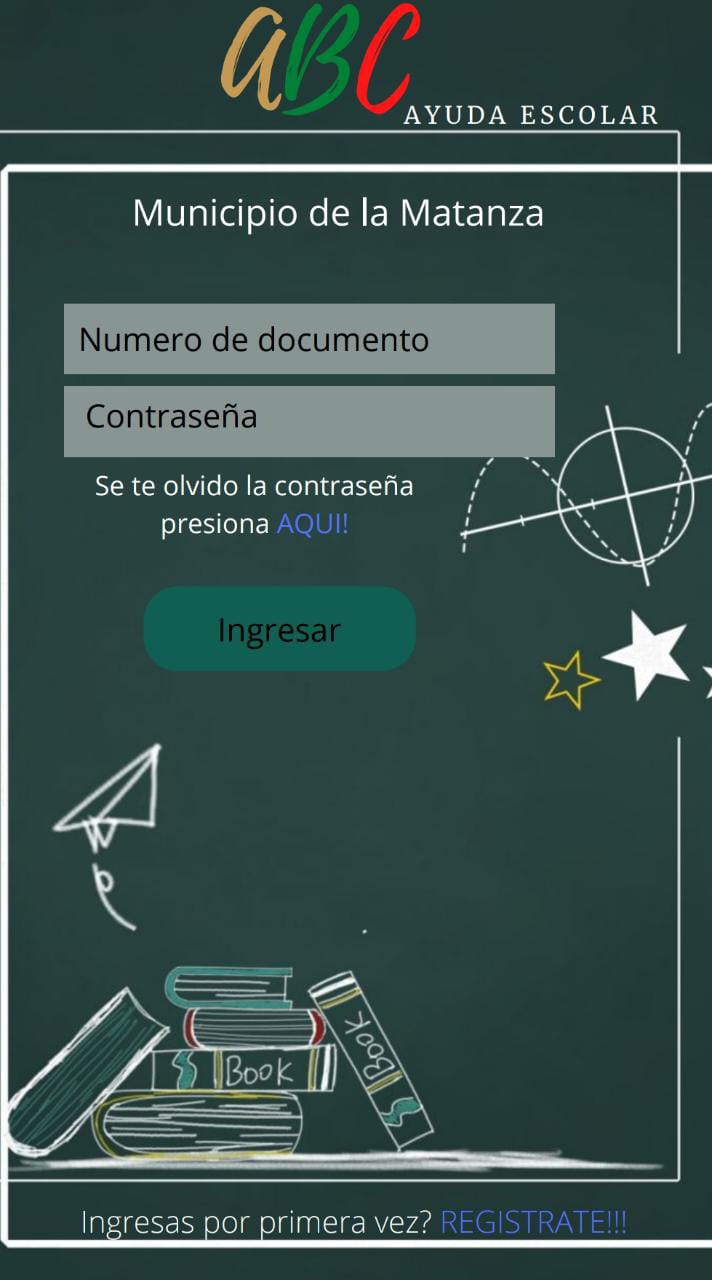 aBC
AYUDA ESCOLAR
Municipio de la Matanza
Numero de documento
Contraseña
Se te olvido la contraseña
presiona AQUI!
Ingresar
BOOK
BOOK
Ingresas por primera vez? REGISTRATE!!!